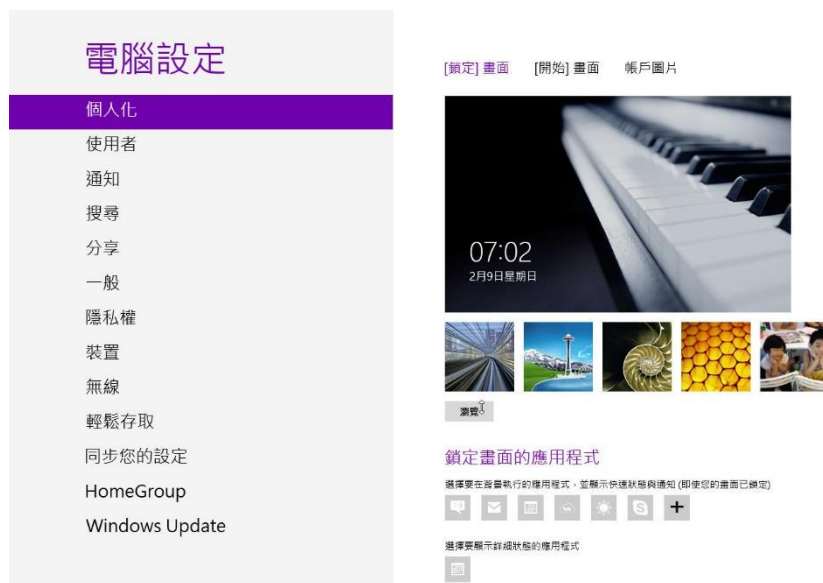 電腦設定
個人化
使用者
通知
搜尋
分享
一般
隱私權
裝置
無線
輕鬆存取
同步您的設定
HomeGroup
Windows Update
[鎖定] 畫面 [開始] 畫面 帳戶圖片
07:02
2月9日星期日
瀏覽
鎖定畫面的應用程式
選擇要在背景執行的應用程式，並顯示快速狀態與通知 (即使您的畫面已鎖定)
選擇要顯示詳細狀態的應用程式